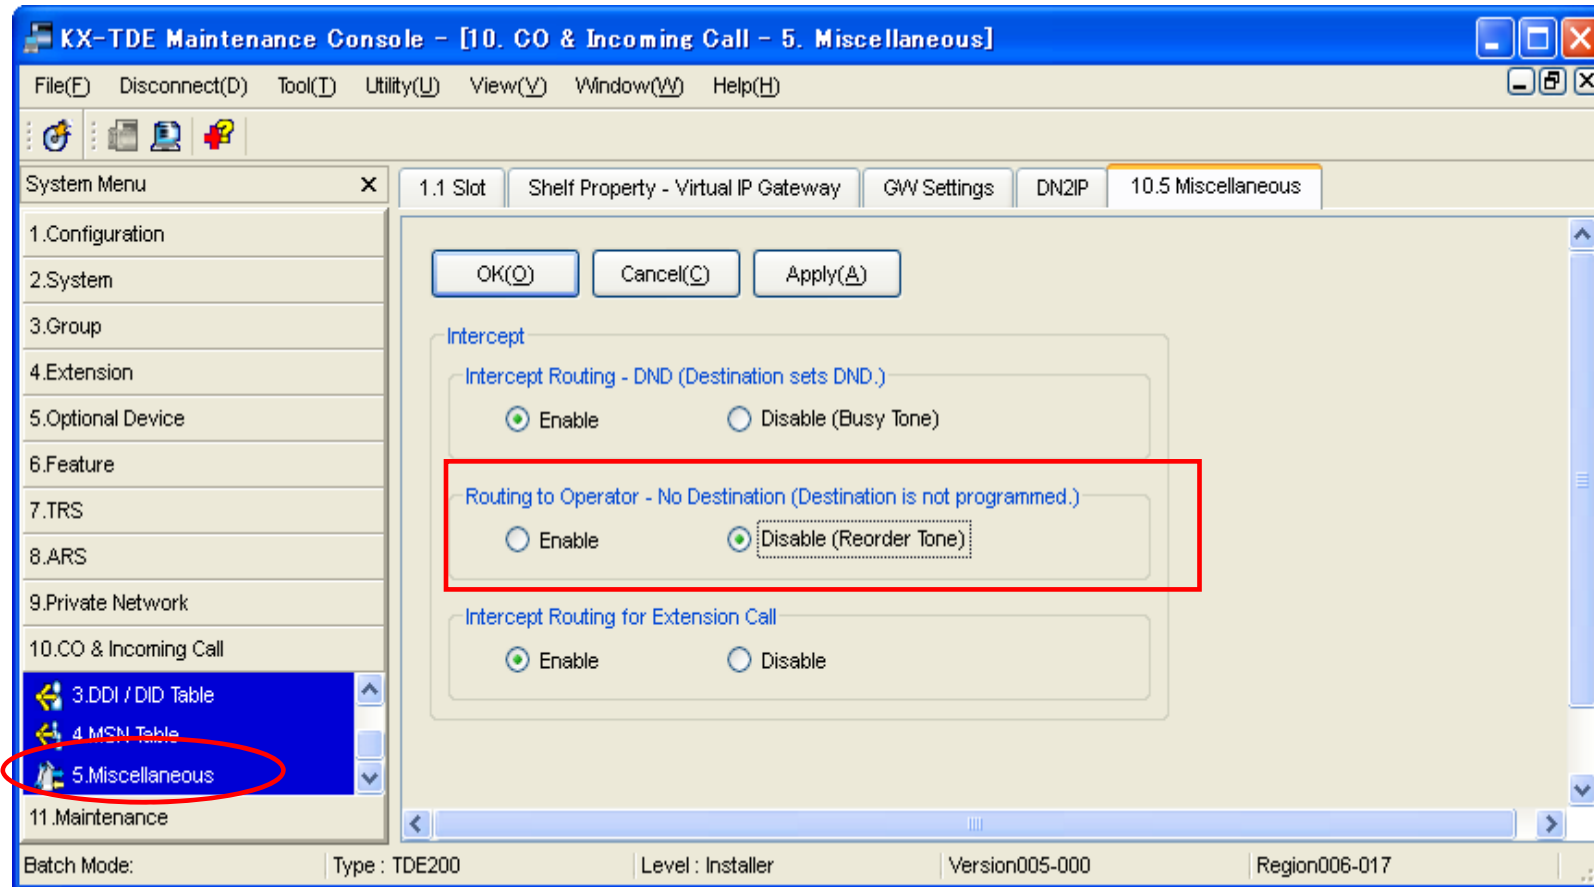 KX-TDE Maintenance Console - [10. CO & Incoming Call - 5. Miscellaneous]
File(F) Disconnect(D) Tool(T) Utility(U) View(V) Window(W) Help(H)
System Menu
1.1 Slot Shelf Property - Virtual IP Gateway GW Settings DN2IP 10.5 Miscellaneous
1.Configuration
2.System
3.Group
4.Extension
5.Optional Device
6.Feature
7.TRS
8.ARS
9.Private Network
10.CO & Incoming Call
3.DDI / DID Table
4.MSN Table
5.Miscellaneous
11.Maintenance
OK(O) Cancel(C) Apply(A)
Intercept
Intercept Routing - DND (Destination sets DND.)
Enable Disable (Busy Tone)
Routing to Operator - No Destination (Destination is not programmed.)
Enable Disable (Reorder Tone)
Intercept Routing for Extension Call
Enable Disable
Batch Mode: Type : TDE200 Level : Installer Version005-000 Region006-017